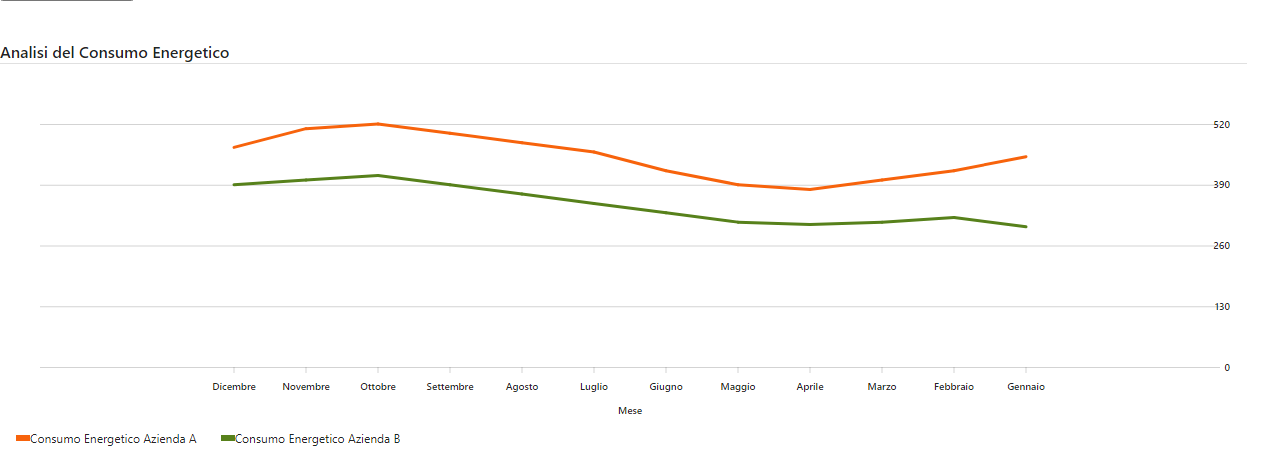 Analisi del Consumo Energetico
520
390
260
130
0
Dicembre Novembre Ottobre Settembre Agosto Luglio Giugno Maggio Aprile Marzo Febbraio Gennaio
Mese
Consumo Energetico Azienda A Consumo Energetico Azienda B